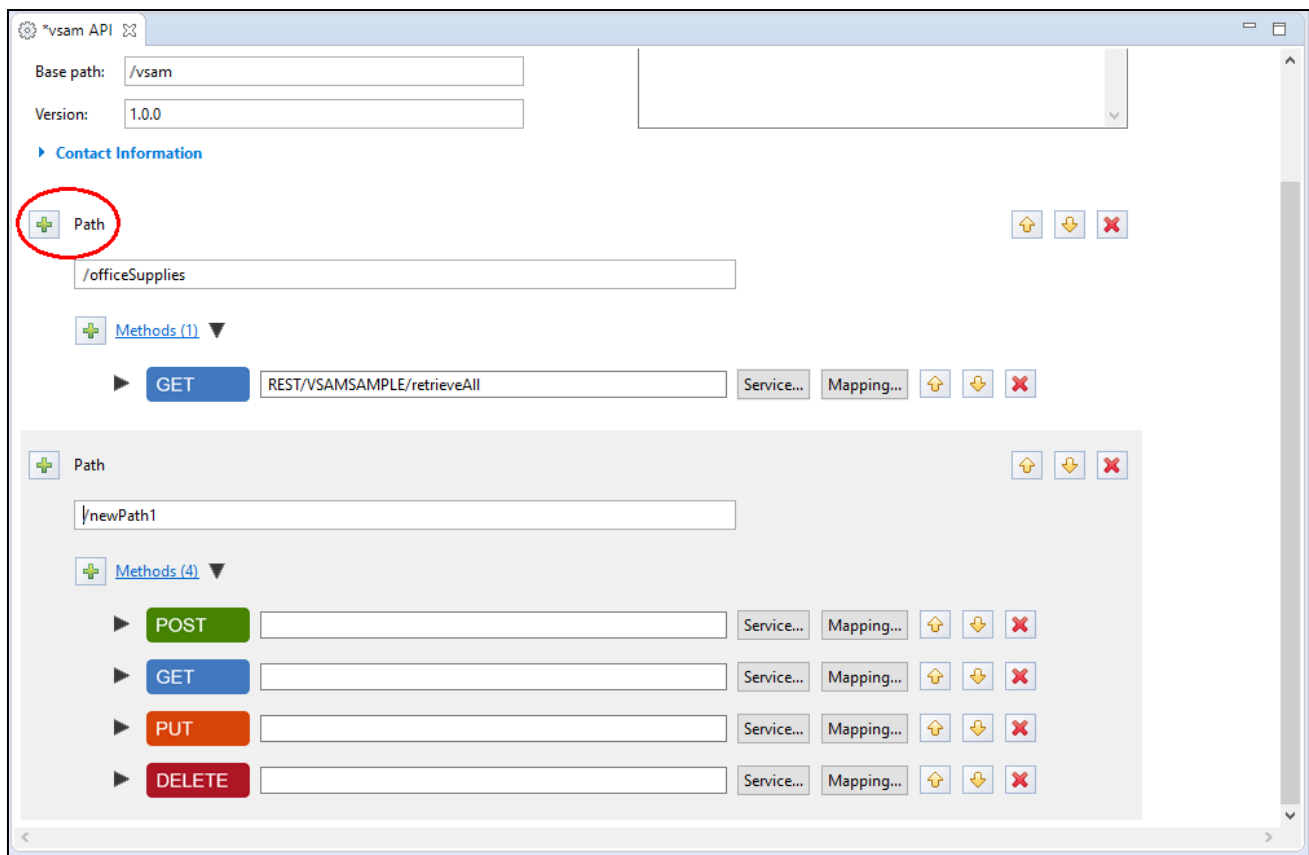 *vsam API
Base path: /vsam
Version: 1.0.0
Contact Information
Path
/officeSupplies
Methods (1)
GET REST/VSAMSAMPLE/retrieveAll Service... Mapping...
Path
/newPath1
Methods (4)
POST Service... Mapping...
GET Service... Mapping...
PUT Service... Mapping...
DELETE Service... Mapping...